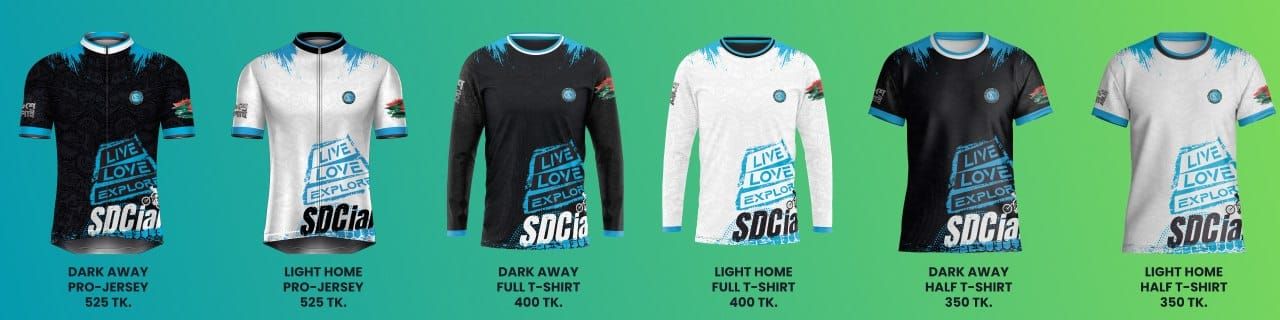 LIVE
LOVE
EXPLOR
SDCial
DARK AWAY
PRO-JERSEY
525 TK.
LIVE
LOVE
EXPLOR
SDCial
LIGHT HOME
PRO-JERSEY
525 TK.
LIVE
LOVE
EXPLOR
SDCia
DARK AWAY
FULL T-SHIRT
400 TK.
LIVE
LOVE
EXPLOR
SDCia
LIGHT HOME
FULL T-SHIRT
400 TK.
LIVE
LOVE
EXPLOR
SDCia
DARK AWAY
HALF T-SHIRT
350 TK.
LIVE
LOVE
EXPLOR
SDCia
LIGHT HOME
HALF T-SHIRT
350 TK.